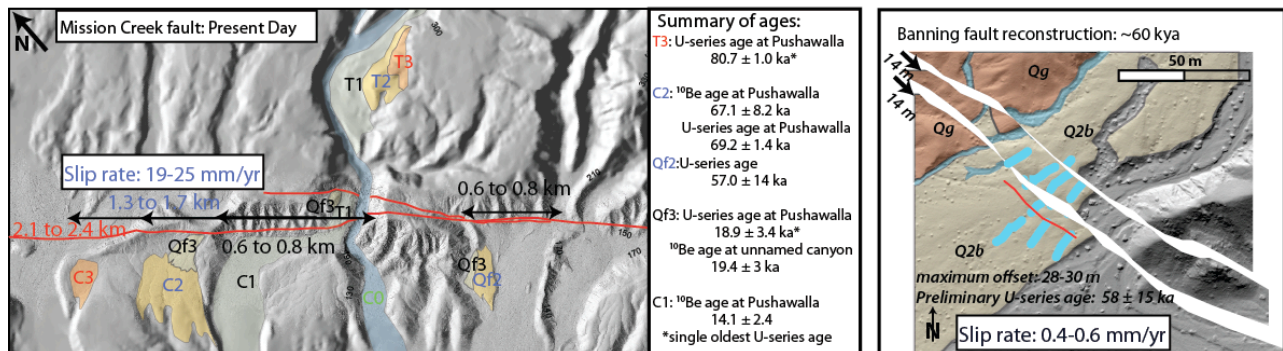 Mission Creek fault: Present Day
N
300
T3
T1
T2
Slip rate: 19-25 mm/yr
1.3 to 1.7 km
2.1 to 2.4 km
0.6 to 0.8 km
Qf3
T1
0.6 to 0.8 km
210
150
170
Qf3
C3
C2
C1
C0
130
Qf3
Qf2
Summary of ages:
T3: U-series age at Pushawalla
80.7 ± 1.0 ka*
C2: ¹⁰Be age at Pushawalla
67.1 ± 8.2 ka
U-series age at Pushawalla
69.2 ± 1.4 ka
Qf2: U-series age
57.0 ± 14 ka
Qf3: U-series age at Pushawalla
18.9 ± 3.4 ka*
¹⁰Be age at unnamed canyon
19.4 ± 3 ka
C1: ¹⁰Be age at Pushawalla
14.1 ± 2.4
*single oldest U-series age
Banning fault reconstruction: ~60 kya
50 m
14 m
14 m
Qg
Qg
Q2b
Q2b
maximum offset: 28-30 m
Preliminary U-series age: 58 ± 15 ka
N
Slip rate: 0.4-0.6 mm/yr